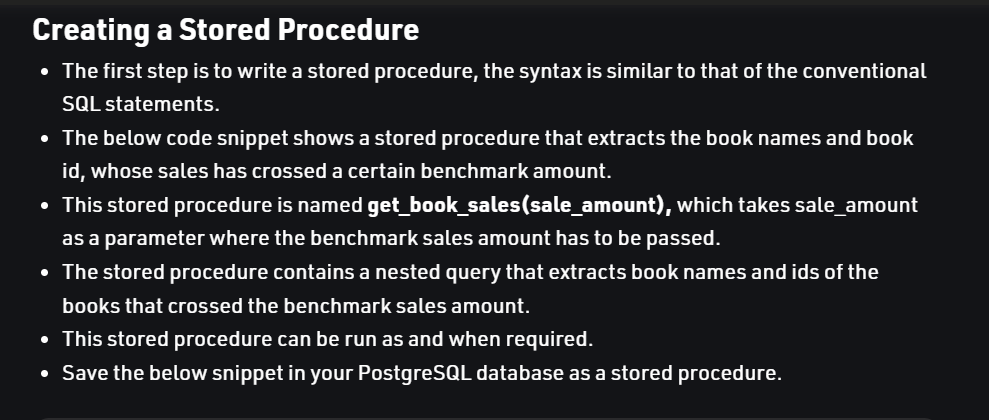 Creating a Stored Procedure
• The first step is to write a stored procedure, the syntax is similar to that of the conventional
SQL statements.
• The below code snippet shows a stored procedure that extracts the book names and book
id, whose sales has crossed a certain benchmark amount.
• This stored procedure is named get_book_sales(sale_amount), which takes sale_amount
as a parameter where the benchmark sales amount has to be passed.
• The stored procedure contains a nested query that extracts book names and ids of the
books that crossed the benchmark sales amount.
• This stored procedure can be run as and when required.
• Save the below snippet in your PostgreSQL database as a stored procedure.